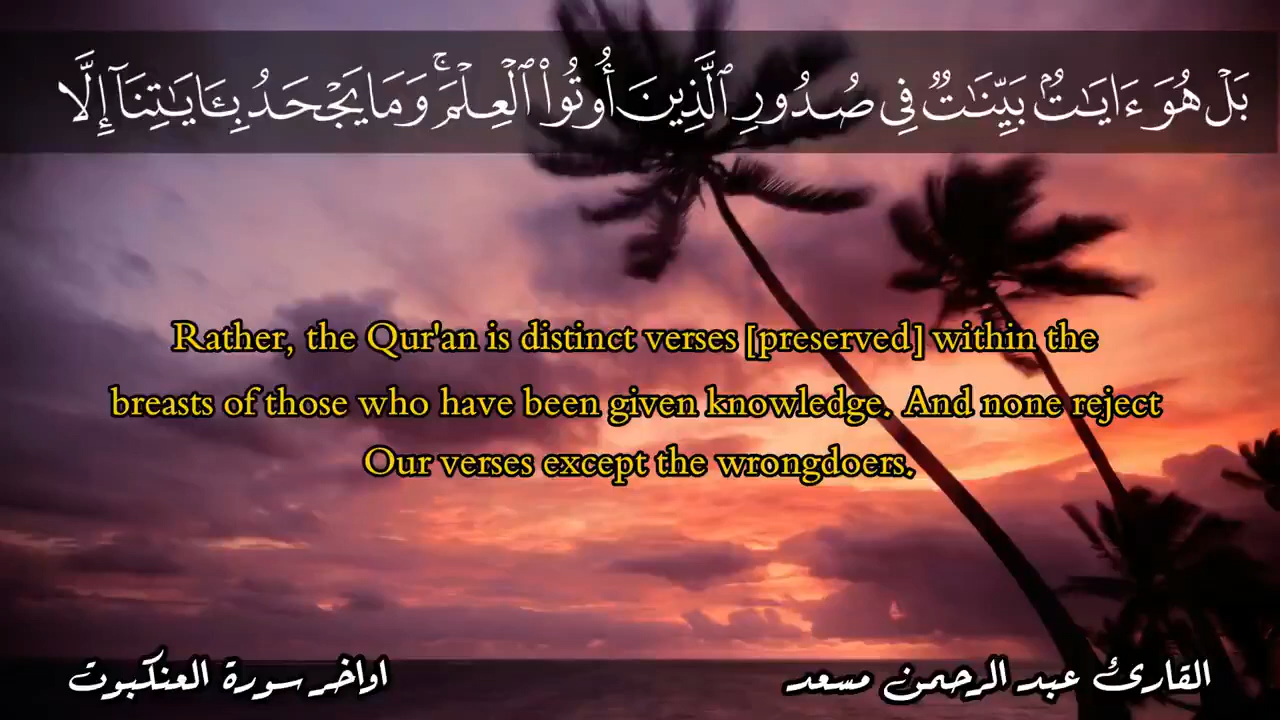 بَلْ هُوَ ءَايَٰتٌۢ بَيِّنَٰتٌ فِى صُدُورِ ٱلَّذِينَ أُوتُوا۟ ٱلْعِلْمَ ۚ وَمَا يَجْحَدُ بِـَٔايَٰتِنَآ إِلَّا
Rather, the Qur'an is distinct verses [preserved] within the
breasts of those who have been given knowledge. And none reject
Our verses except the wrongdoers.
القارئ عبد الرحمن مسعد
اواخر سورة العنكبوت